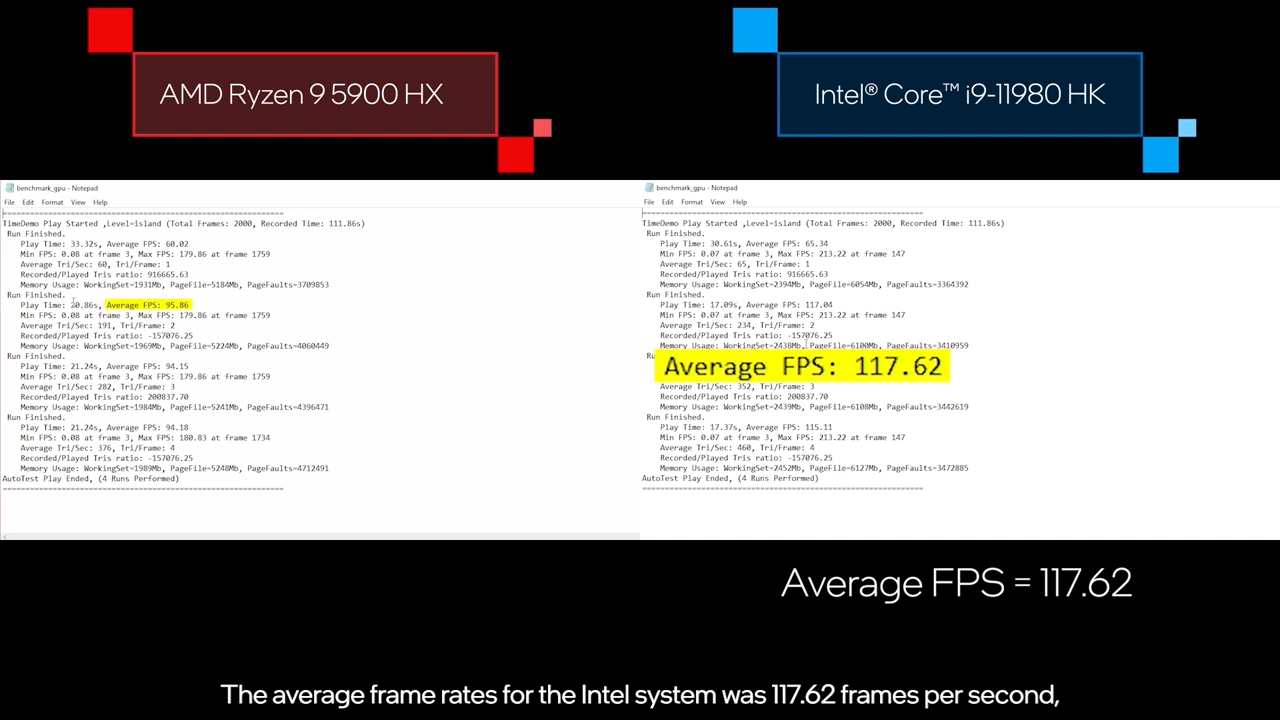 AMD Ryzen 9 5900 HX
Intel® Core™ i9-11980 HK
benchmark_gpu - Notepad
File Edit Format View Help
==============================================================
TimeDemo Play Started ,Level=island (Total Frames: 2000, Recorded Time: 111.86s)
Run Finished.
Play Time: 33.32s, Average FPS: 60.02
Min FPS: 0.08 at frame 3, Max FPS: 179.86 at frame 1759
Average Tri/Sec: 60, Tri/Frame: 1
Recorded/Played Tris ratio: 916665.63
Memory Usage: WorkingSet=1931Mb, PageFile=5184Mb, PageFaults=3709853
Run Finished.
Play Time: 20.86s, Average FPS: 95.86
Min FPS: 0.08 at frame 3, Max FPS: 179.86 at frame 1759
Average Tri/Sec: 191, Tri/Frame: 2
Recorded/Played Tris ratio: -157076.25
Memory Usage: WorkingSet=1969Mb, PageFile=5224Mb, PageFaults=4060449
Run Finished.
Play Time: 21.24s, Average FPS: 94.15
Min FPS: 0.08 at frame 3, Max FPS: 179.86 at frame 1759
Average Tri/Sec: 282, Tri/Frame: 3
Recorded/Played Tris ratio: 200837.70
Memory Usage: WorkingSet=1984Mb, PageFile=5241Mb, PageFaults=4396471
Run Finished.
Play Time: 21.24s, Average FPS: 94.18
Min FPS: 0.08 at frame 3, Max FPS: 180.83 at frame 1734
Average Tri/Sec: 376, Tri/Frame: 4
Recorded/Played Tris ratio: -157076.25
Memory Usage: WorkingSet=1989Mb, PageFile=5248Mb, PageFaults=4712491
AutoTest Play Ended, (4 Runs Performed)
==============================================================
benchmark_gpu - Notepad
File Edit Format View Help
==============================================================
TimeDemo Play Started ,Level=island (Total Frames: 2000, Recorded Time: 111.86s)
Run Finished.
Play Time: 30.61s, Average FPS: 65.34
Min FPS: 0.07 at frame 3, Max FPS: 213.22 at frame 147
Average Tri/Sec: 65, Tri/Frame: 1
Recorded/Played Tris ratio: 916665.63
Memory Usage: WorkingSet=2394Mb, PageFile=6054Mb, PageFaults=3364392
Run Finished.
Play Time: 17.09s, Average FPS: 117.04
Min FPS: 0.07 at frame 3, Max FPS: 213.22 at frame 147
Average Tri/Sec: 234, Tri/Frame: 2
Recorded/Played Tris ratio: -157076.25
Memory Usage: WorkingSet=2438Mb, PageFile=6100Mb, PageFaults=3410959
Average FPS: 117.62
Average Tri/Sec: 352, Tri/Frame: 3
Recorded/Played Tris ratio: 200837.70
Memory Usage: WorkingSet=2439Mb, PageFile=6108Mb, PageFaults=3442619
Run Finished.
Play Time: 17.37s, Average FPS: 115.11
Min FPS: 0.07 at frame 3, Max FPS: 213.22 at frame 147
Average Tri/Sec: 460, Tri/Frame: 4
Recorded/Played Tris ratio: -157076.25
Memory Usage: WorkingSet=2452Mb, PageFile=6127Mb, PageFaults=3472885
AutoTest Play Ended, (4 Runs Performed)
==============================================================
Average FPS = 117.62
The average frame rates for the Intel system was 117.62 frames per second,